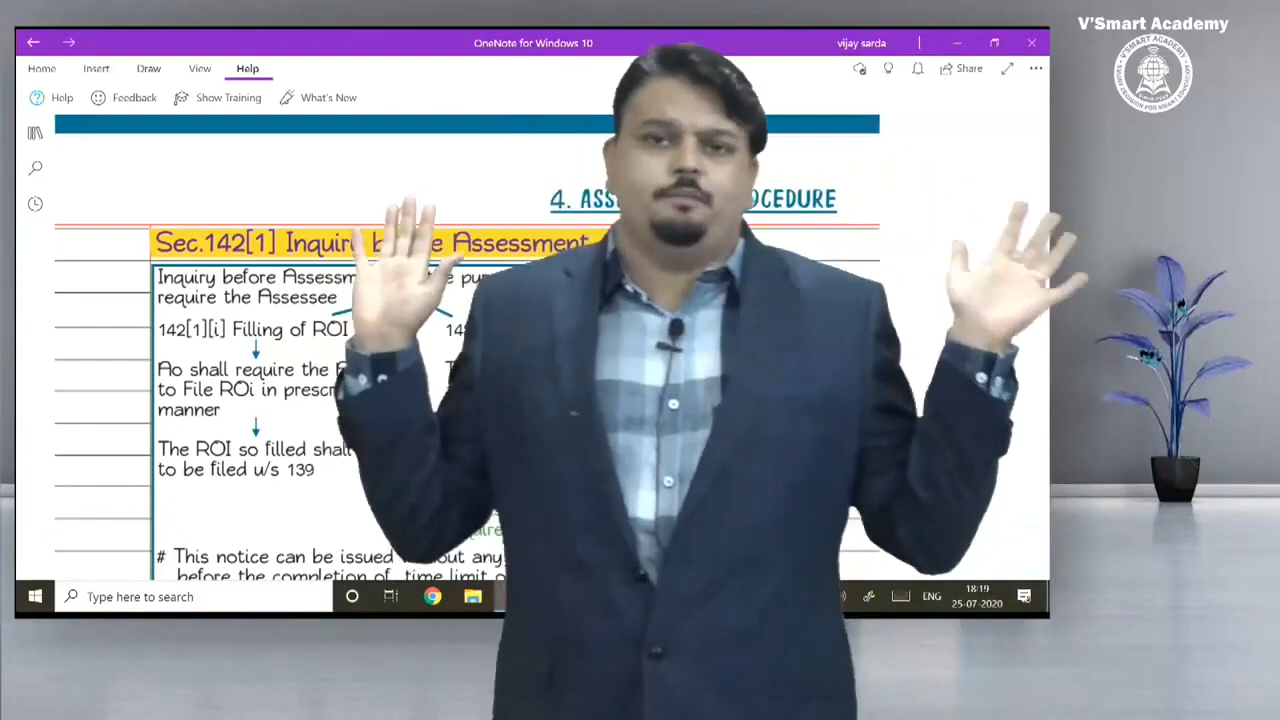 V'Smart Academy
OneNote for Windows 10
vijay sarda
Home Insert Draw View Help
Share
Help Feedback Show Training What's New
4. ASS OCEDURE
Sec.142[1] Inquir e Assessment
Inquiry before Assessm pur
require the Assessee
142[1][i] Filling of ROI
Ao shall require the
to File ROi in prescr
manner
The ROI so filled shall
to be filed u/s 139
# This notice can be issued out any
before the completion of time limit o
Type here to search
ENG
18:19
25-07-2020